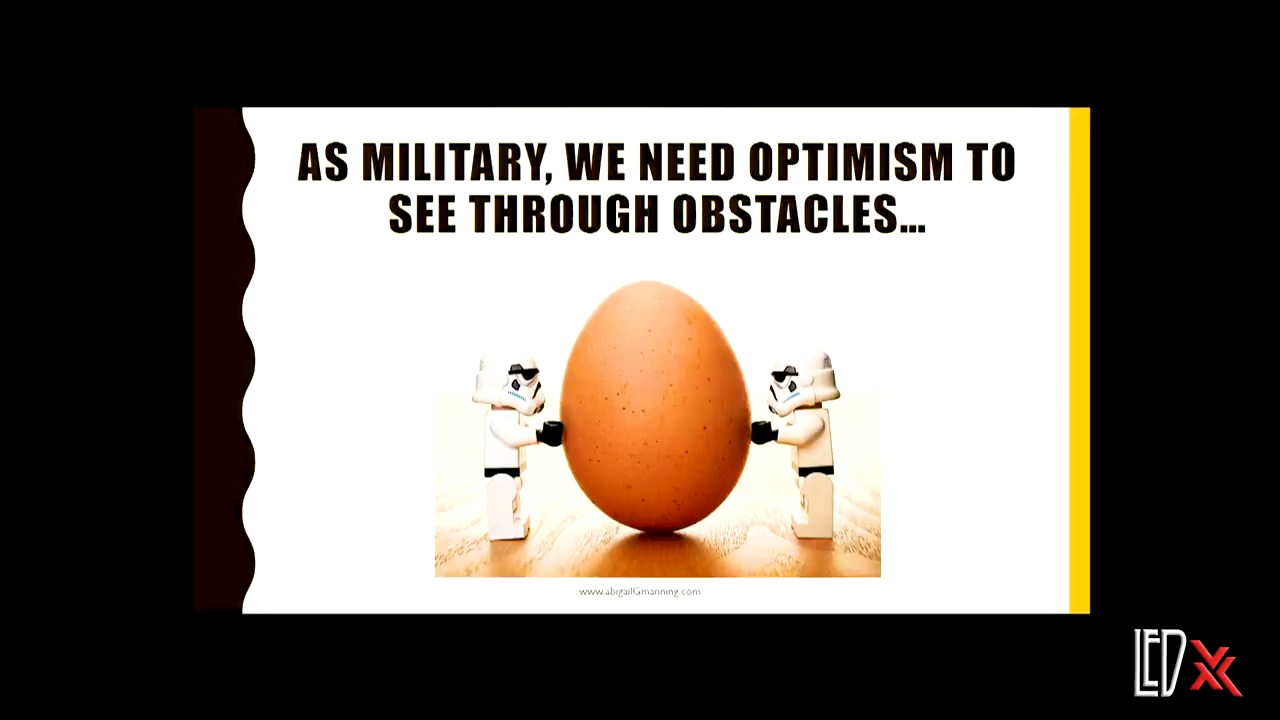 AS MILITARY, WE NEED OPTIMISM TO
SEE THROUGH OBSTACLES...
www.abigailGmanning.com
LEDX